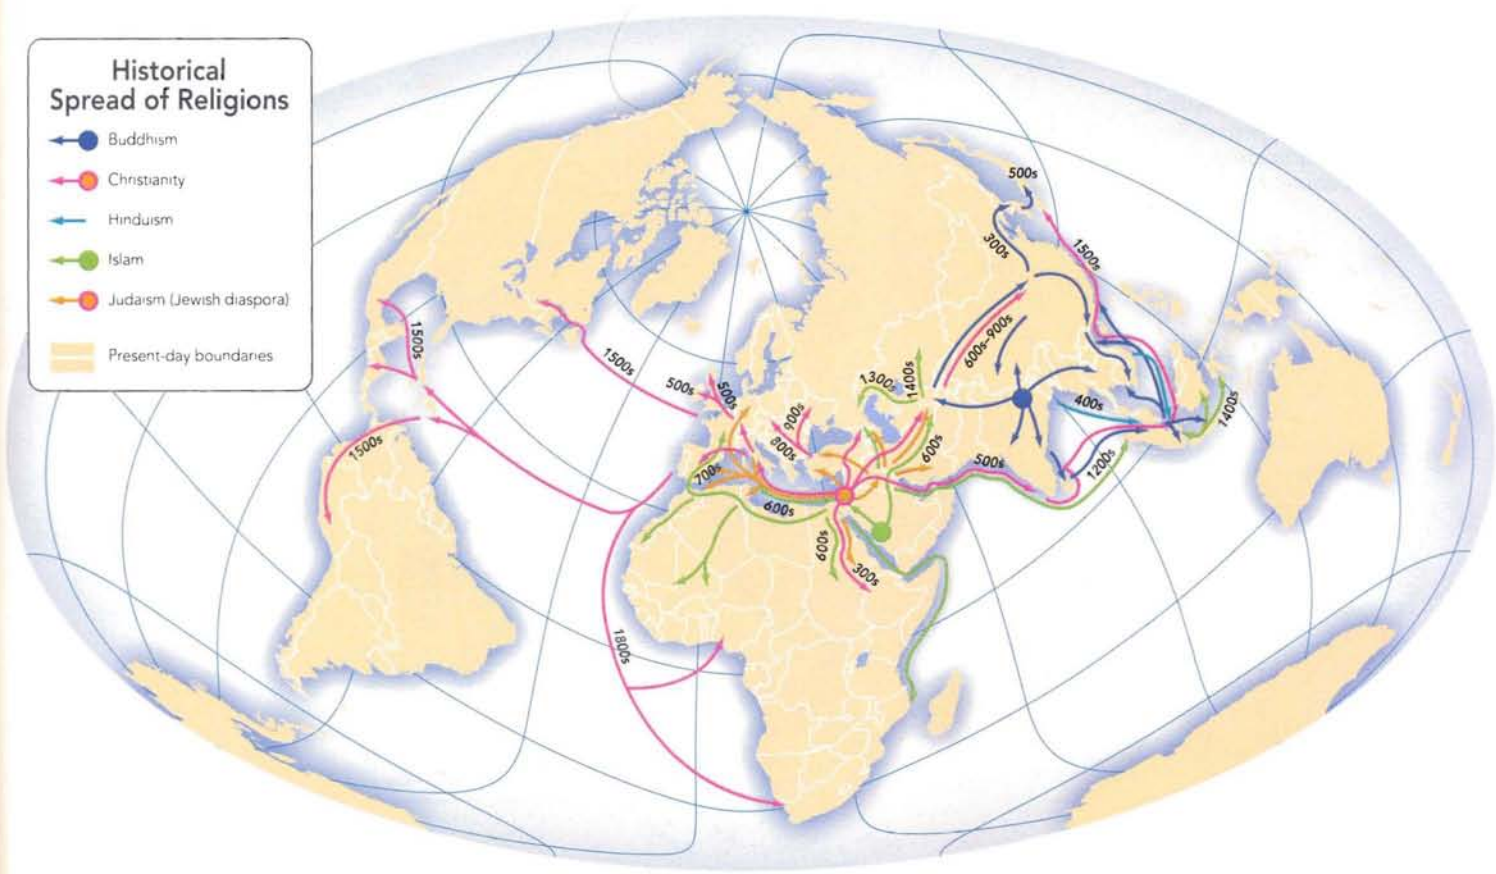 Historical
Spread of Religions
Buddhism
Christianity
Hinduism
Islam
Judaism (Jewish diaspora)
Present-day boundaries
500s
300s
1500s
1500s
1500s
500s
500s
600s–900s
1400s
1300s
900s
800s
400s
1400s
1500s
700s
600s
600s
500s
1200s
600s
300s
1800s